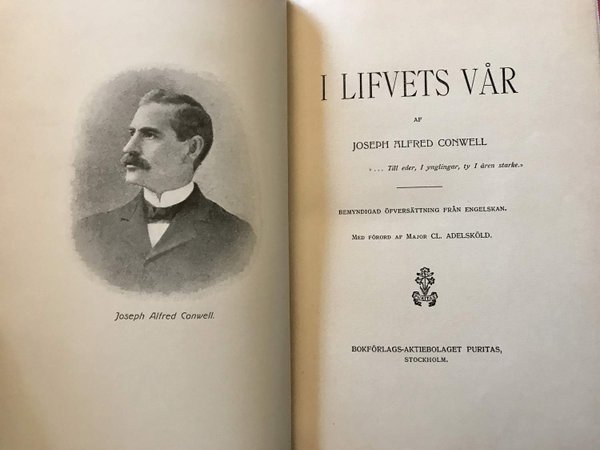 Joseph Alfred Conwell.
I LIFVETS VÅR
AF
JOSEPH ALFRED CONWELL
»... Till eder, I ynglingar, ty I ären starke.»
BEMYNDIGAD ÖFVERSÄTTNING FRÅN ENGELSKAN.
MED FÖRORD AF MAJOR CL. ADELSKÖLD.
PURITAS
BOKFÖRLAGS-AKTIEBOLAGET PURITAS,
STOCKHOLM.